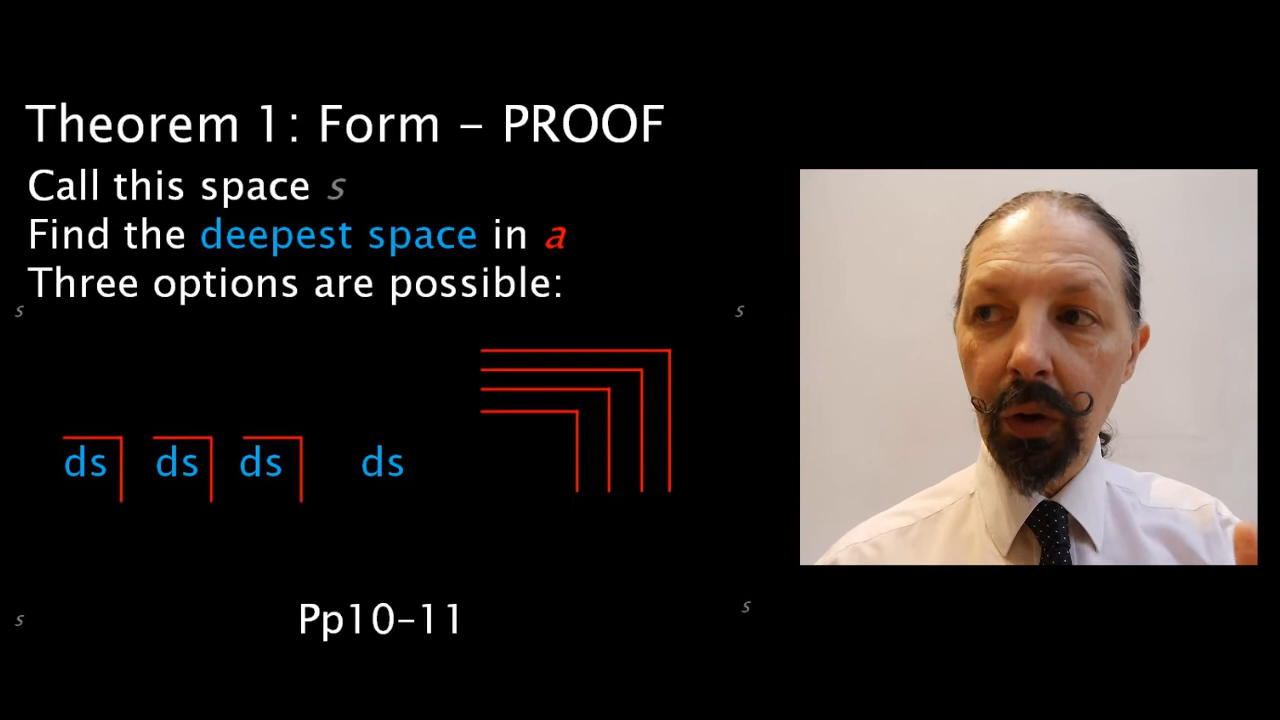 Theorem 1: Form – PROOF
Call this space s
Find the deepest space in a
Three options are possible:
s s
ds ds ds ds
s s
Pp10–11